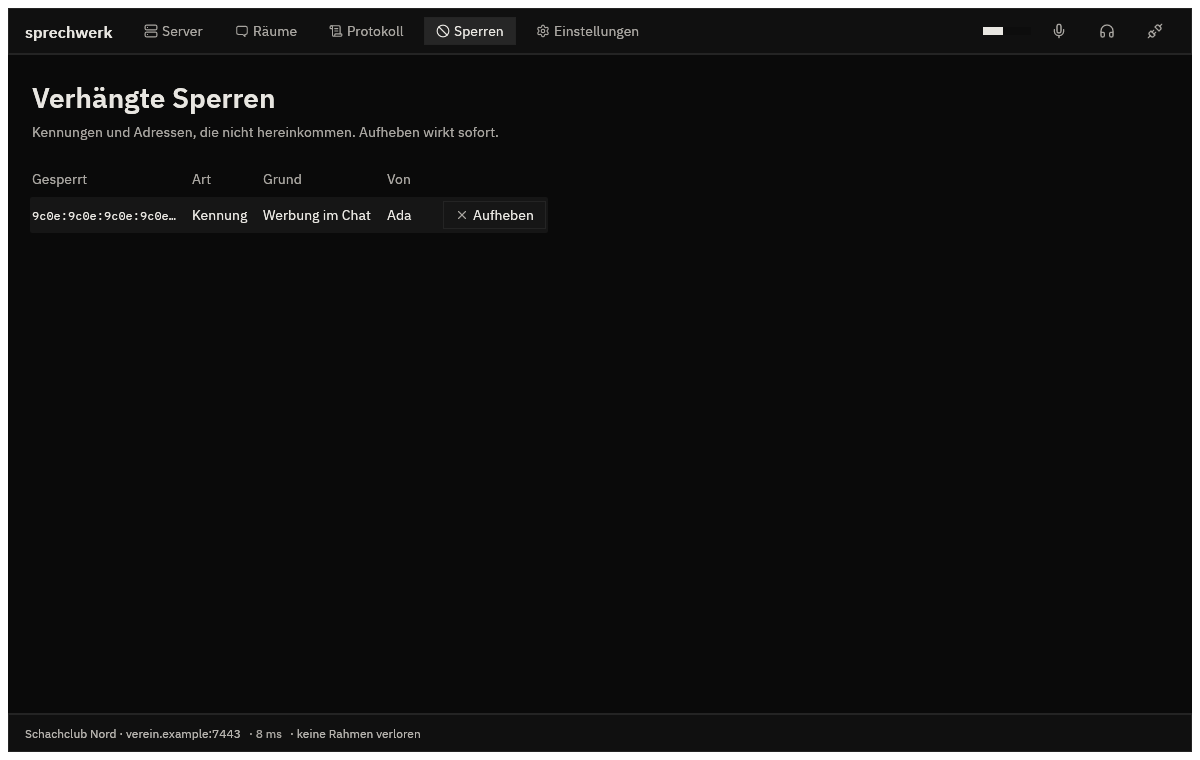 sprechwerk Server Räume Protokoll Sperren Einstellungen
Verhängte Sperren
Kennungen und Adressen, die nicht hereinkommen. Aufheben wirkt sofort.
Gesperrt Art Grund Von
9c0e:9c0e:9c0e:9c0e… Kennung Werbung im Chat Ada Aufheben
Schachclub Nord · verein.example:7443 · 8 ms · keine Rahmen verloren